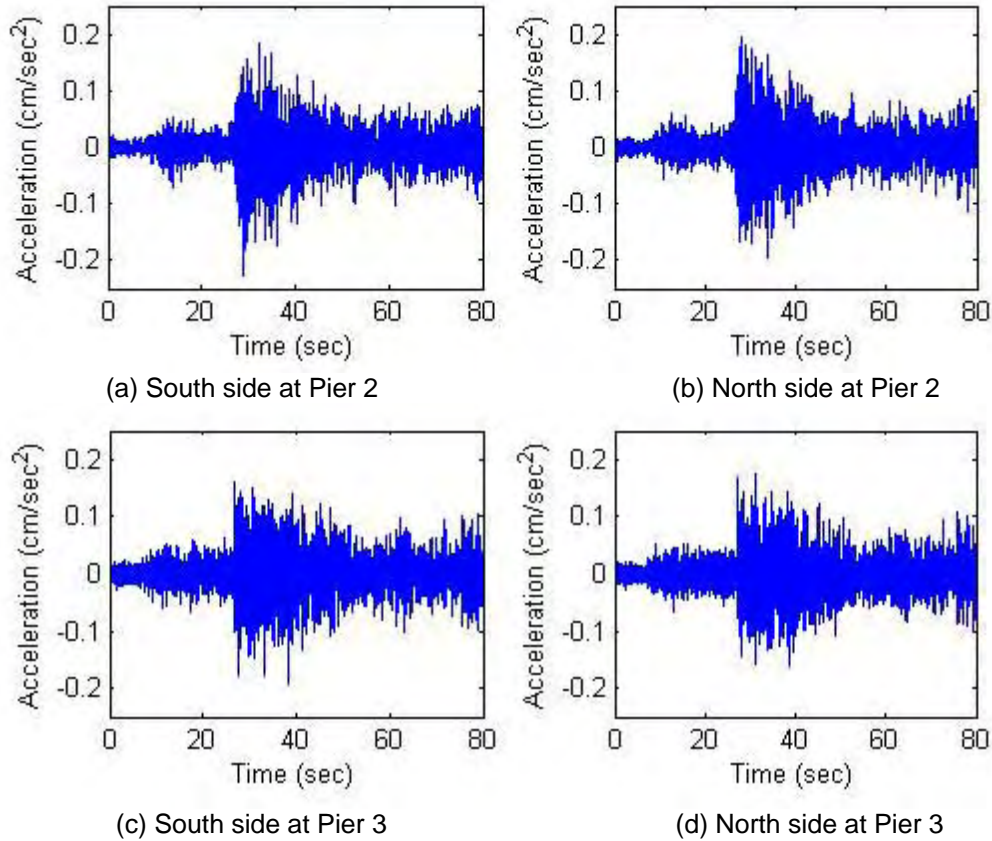 0.2
0.1
0
-0.1
-0.2
Acceleration (cm/sec²)
0 20 40 60 80
Time (sec)
(a) South side at Pier 2
0.2
0.1
0
-0.1
-0.2
Acceleration (cm/sec²)
0 20 40 60 80
Time (sec)
(b) North side at Pier 2
0.2
0.1
0
-0.1
-0.2
Acceleration (cm/sec²)
0 20 40 60 80
Time (sec)
(c) South side at Pier 3
0.2
0.1
0
-0.1
-0.2
Acceleration (cm/sec²)
0 20 40 60 80
Time (sec)
(d) North side at Pier 3